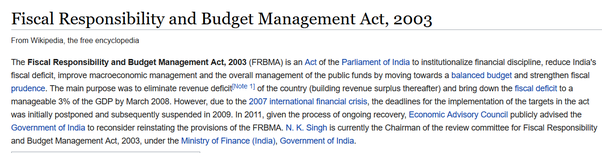 Fiscal Responsibility and Budget Management Act, 2003
From Wikipedia, the free encyclopedia
The Fiscal Responsibility and Budget Management Act, 2003 (FRBMA) is an Act of the Parliament of India to institutionalize financial discipline, reduce India's
fiscal deficit, improve macroeconomic management and the overall management of the public funds by moving towards a balanced budget and strengthen fiscal
prudence. The main purpose was to eliminate revenue deficit[Note 1] of the country (building revenue surplus thereafter) and bring down the fiscal deficit to a
manageable 3% of the GDP by March 2008. However, due to the 2007 international financial crisis, the deadlines for the implementation of the targets in the act
was initially postponed and subsequently suspended in 2009. In 2011, given the process of ongoing recovery, Economic Advisory Council publicly advised the
Government of India to reconsider reinstating the provisions of the FRBMA. N. K. Singh is currently the Chairman of the review committee for Fiscal Responsibility
and Budget Management Act, 2003, under the Ministry of Finance (India), Government of India.